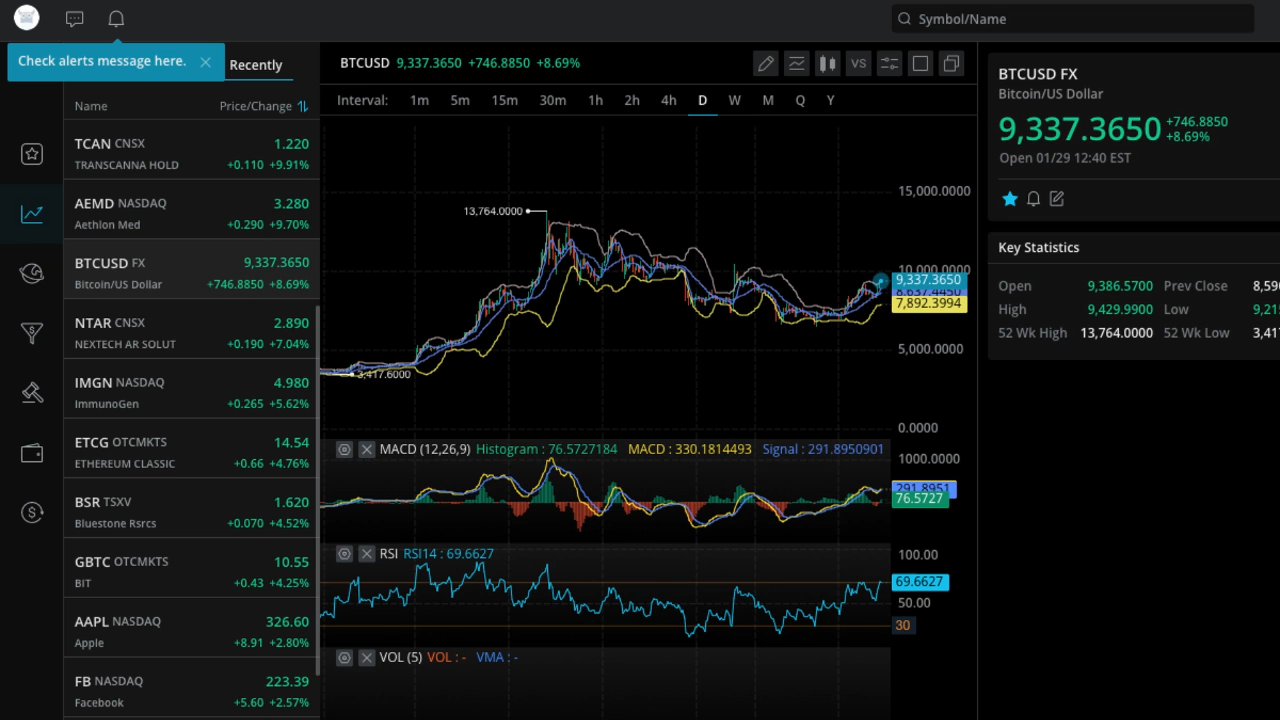 Symbol/Name
Check alerts message here.
Recently
Name Price/Change
TCAN CNSX 1.220
TRANSCANNA HOLD +0.110 +9.91%
AEMD NASDAQ 3.280
Aethlon Med +0.290 +9.70%
BTCUSD FX 9,337.3650
Bitcoin/US Dollar +746.8850 +8.69%
NTAR CNSX 2.890
NEXTECH AR SOLUT +0.190 +7.04%
IMGN NASDAQ 4.980
ImmunoGen +0.265 +5.62%
ETCG OTCMKTS 14.54
ETHEREUM CLASSIC +0.66 +4.76%
BSR TSXV 1.620
Bluestone Rsrcs +0.070 +4.52%
GBTC OTCMKTS 10.55
BIT +0.43 +4.25%
AAPL NASDAQ 326.60
Apple +8.91 +2.80%
FB NASDAQ 223.39
Facebook +5.60 +2.57%
BTCUSD 9,337.3650 +746.8850 +8.69%
VS
Interval: 1m 5m 15m 30m 1h 2h 4h D W M Q Y
15,000.0000
13,764.0000
10,000.0000
9,337.3650
7,892.3994
5,000.0000
3,417.6000
0.0000
MACD (12,26,9) Histogram : 76.5727184 MACD : 330.1814493 Signal : 291.8950901
1000.0000
291.8951
76.5727
RSI RSI14 : 69.6627
100.00
69.6627
50.00
30
VOL (5) VOL : - VMA : -
BTCUSD FX
Bitcoin/US Dollar
9,337.3650 +746.8850
+8.69%
Open 01/29 12:40 EST
Key Statistics
Open 9,386.5700 Prev Close 8,59
High 9,429.9900 Low 9,21
52 Wk High 13,764.0000 52 Wk Low 3,41